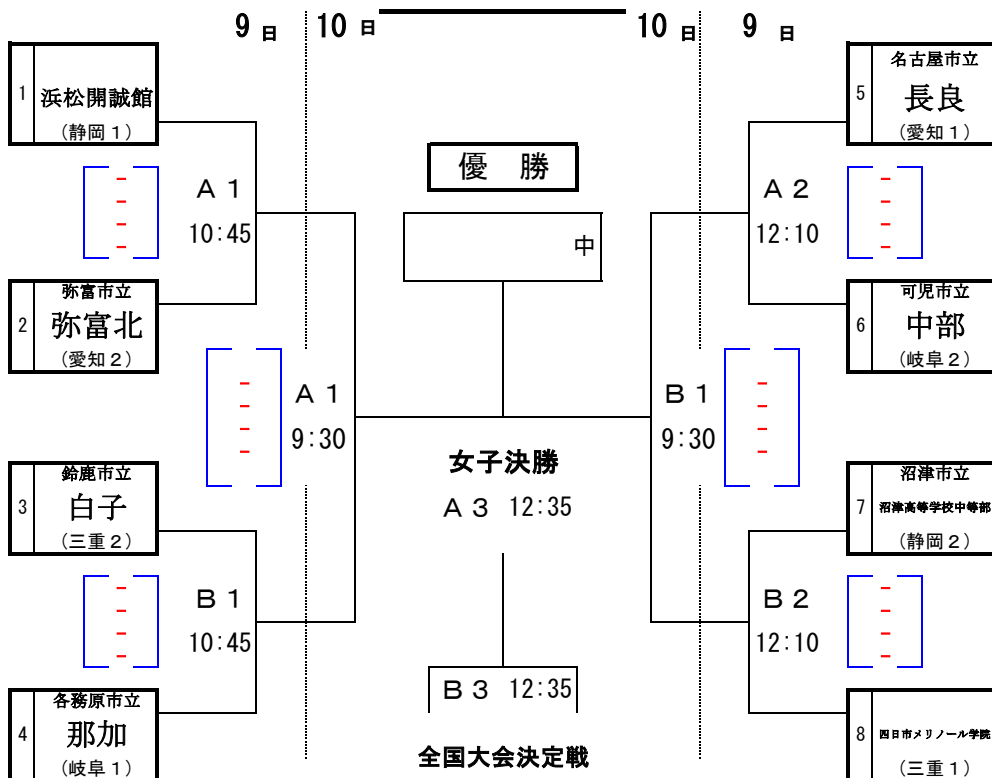 9日 10日 10日 9日
1 浜松開誠館
(静岡1)
A1
10:45
弥富市立
2 弥富北
(愛知2)
A1
9:30
鈴鹿市立
3 白子
(三重2)
B1
10:45
各務原市立
4 那加
(岐阜1)
優 勝
中
女子決勝
A3 12:35
B3 12:35
全国大会決定戦
名古屋市立
5 長良
(愛知1)
A2
12:10
可児市立
6 中部
(岐阜2)
B1
9:30
沼津市立
7 沼津高等学校中等部
(静岡2)
B2
12:10
8 四日市メリノール学院
(三重1)